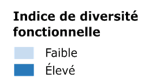 Indice de diversité
fonctionnelle
Faible
Élevé